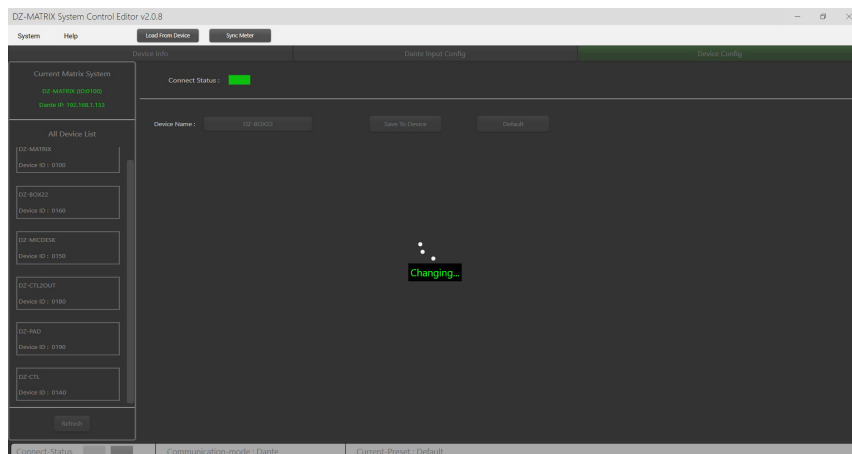 DZ-MATRIX System Control Editor v2.0.8
System Help Load From Device Sync Meter
Device Info Dante Input Config Device Config
Current Matrix System
DZ-MATRIX (ID:0100)
Dante IP: 192.168.1.153
Connect Status :
Device Name : DZ-BOX22 Save To Device Default
All Device List
DZ-MATRIX
Device ID : 0100
DZ-BOX22
Device ID : 0160
DZ-MICDESK
Device ID : 0150
DZ-CTL2OUT
Device ID : 0180
DZ-PAD
Device ID : 0190
DZ-CTL
Device ID : 0140
Changing...
Refresh
Connect-Status Communication-mode : Dante Current-Preset : Default